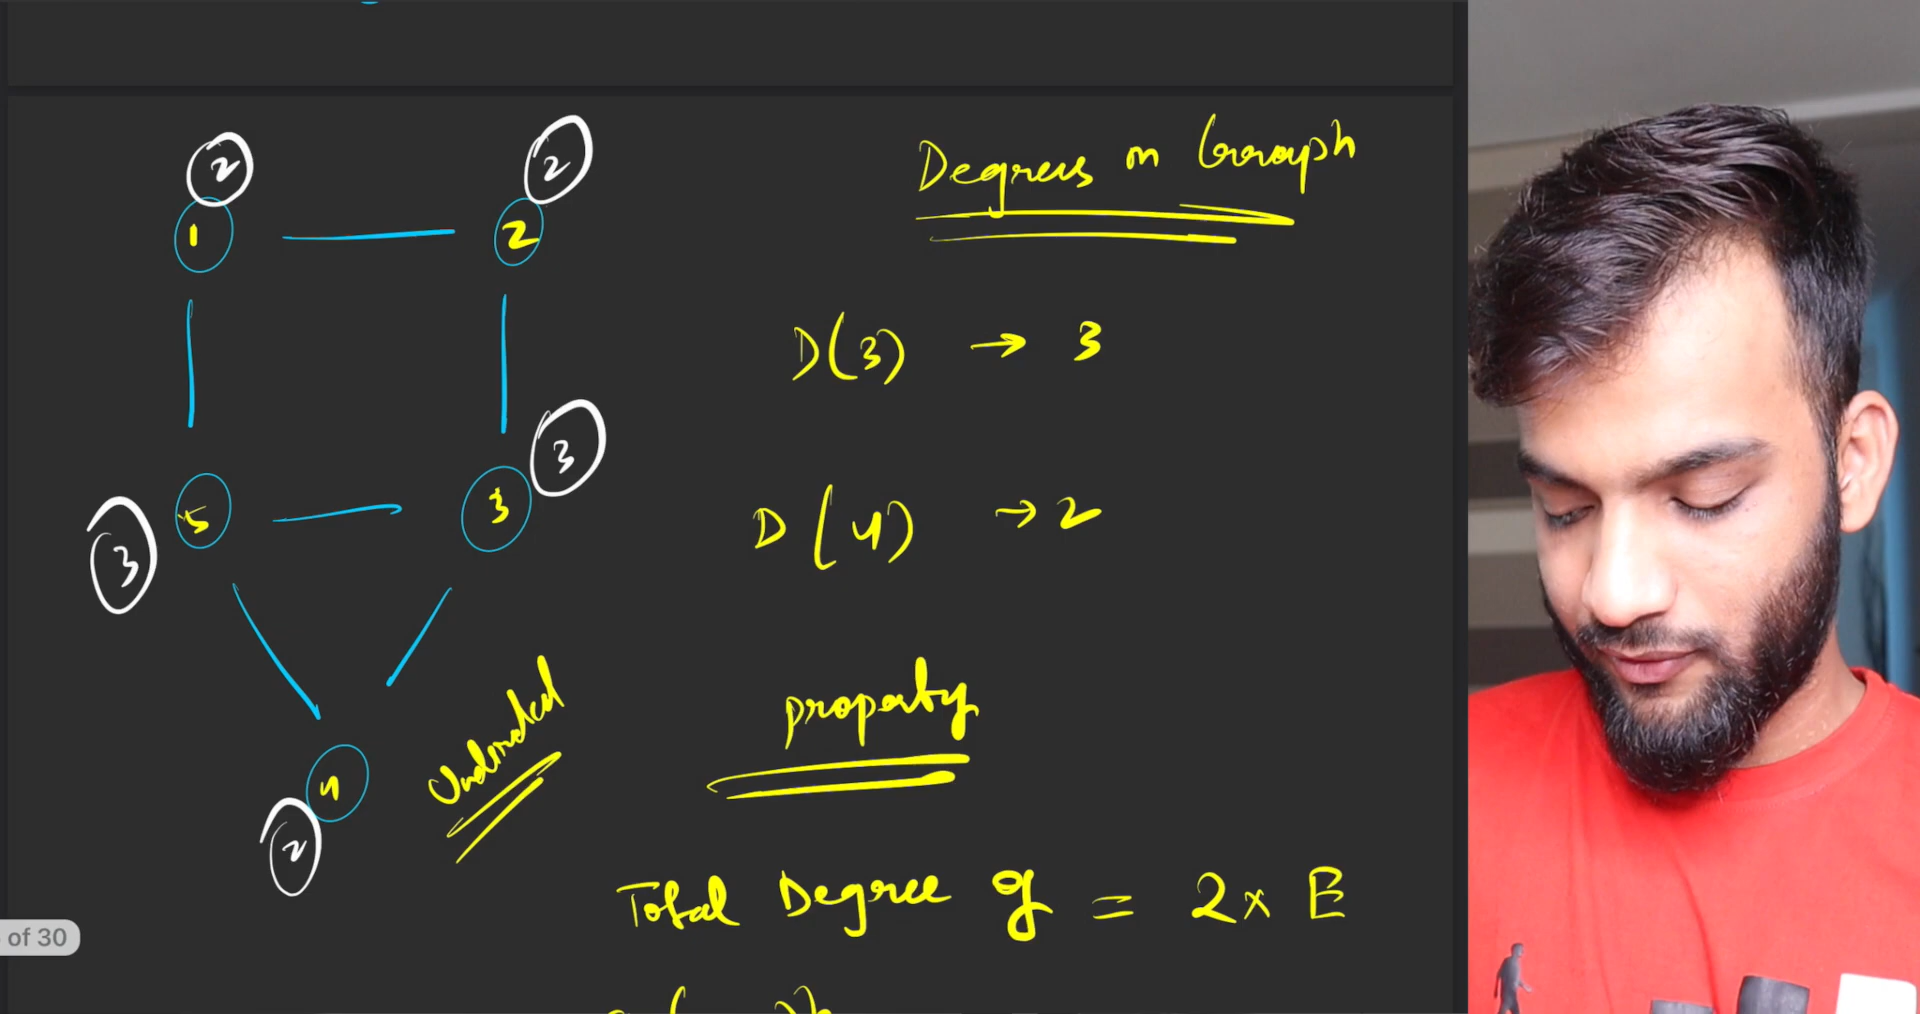 2 2
Degrees in Graph
1 2
D(3) → 3
3
5 3
D(4) → 2
3
property
Undirected
4
2
Total Degree g = 2 x E
of 30